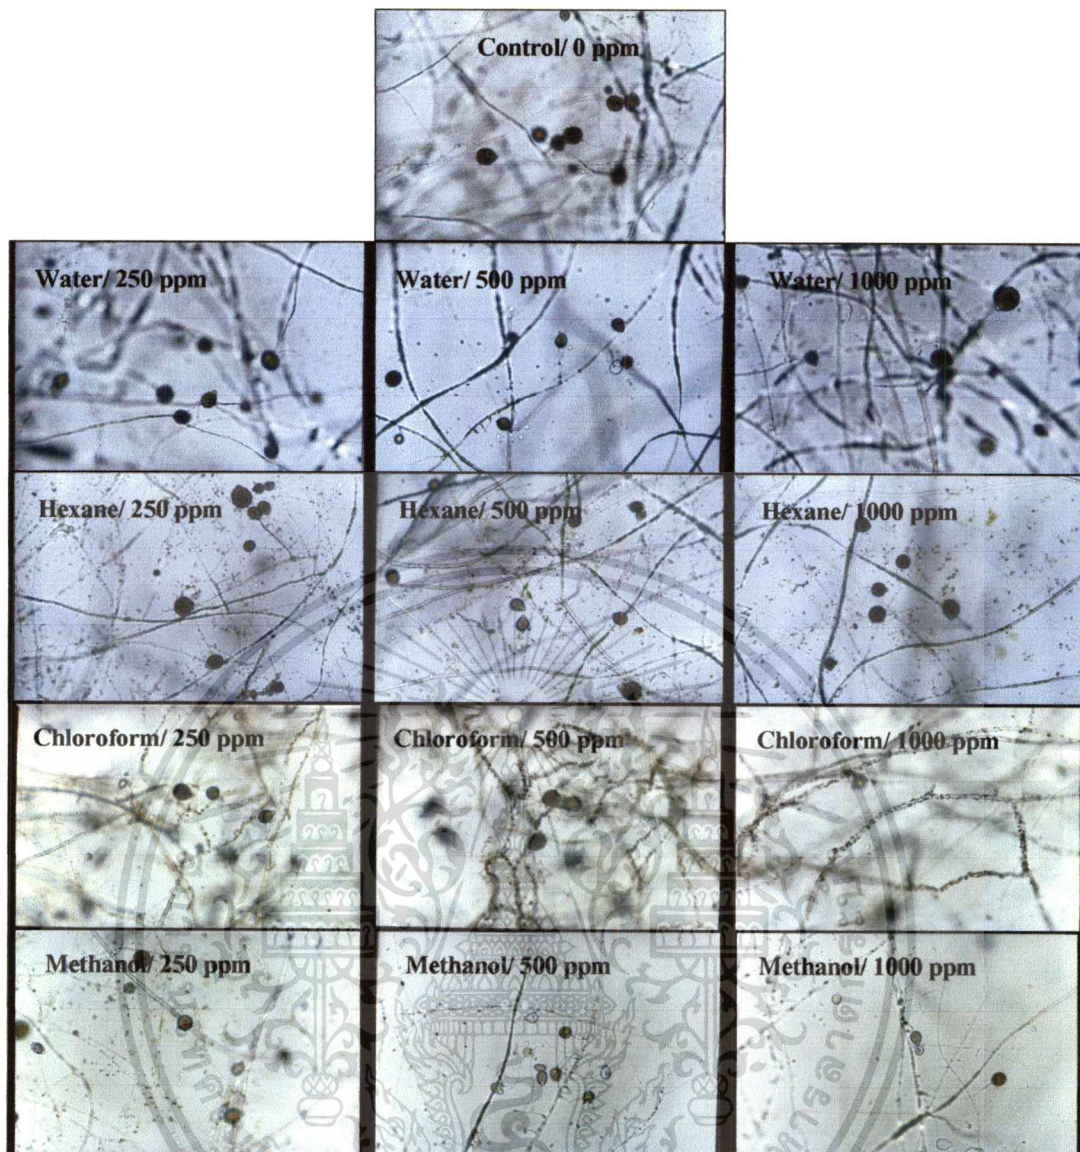 Control/ 0 ppm
Water/ 250 ppm
Water/ 500 ppm
Water/ 1000 ppm
Hexane/ 250 ppm
Hexane/ 500 ppm
Hexane/ 1000 ppm
Chloroform/ 250 ppm
Chloroform/ 500 ppm
Chloroform/ 1000 ppm
Methanol/ 250 ppm
Methanol/ 500 ppm
Methanol/ 1000 ppm